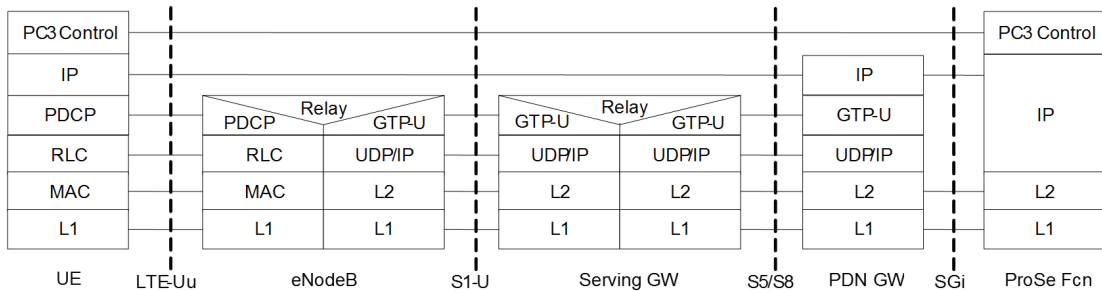 PC3 Control PC3 Control
IP IP
Relay Relay
PDCP PDCP GTP-U GTP-U GTP-U GTP-U IP
RLC RLC UDP/IP UDP/IP UDP/IP UDP/IP
MAC MAC L2 L2 L2 L2 L2
L1 L1 L1 L1 L1 L1 L1
UE LTE-Uu eNodeB S1-U Serving GW S5/S8 PDN GW SGi ProSe Fcn